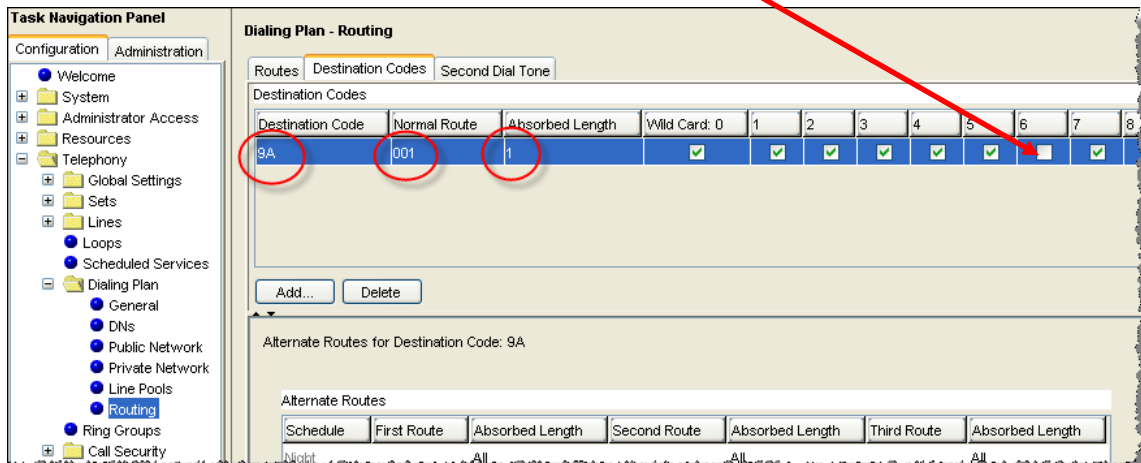 Task Navigation Panel
Configuration Administration
Welcome
System
Administrator Access
Resources
Telephony
Global Settings
Sets
Lines
Loops
Scheduled Services
Dialing Plan
General
DNs
Public Network
Private Network
Line Pools
Routing
Ring Groups
Call Security
Dialing Plan - Routing
Routes Destination Codes Second Dial Tone
Destination Codes
Destination Code Normal Route Absorbed Length Wild Card: 0 1 2 3 4 5 6 7 8
9A 001 1
Add... Delete
Alternate Routes for Destination Code: 9A
Alternate Routes
Schedule First Route Absorbed Length Second Route Absorbed Length Third Route Absorbed Length
Night All All All